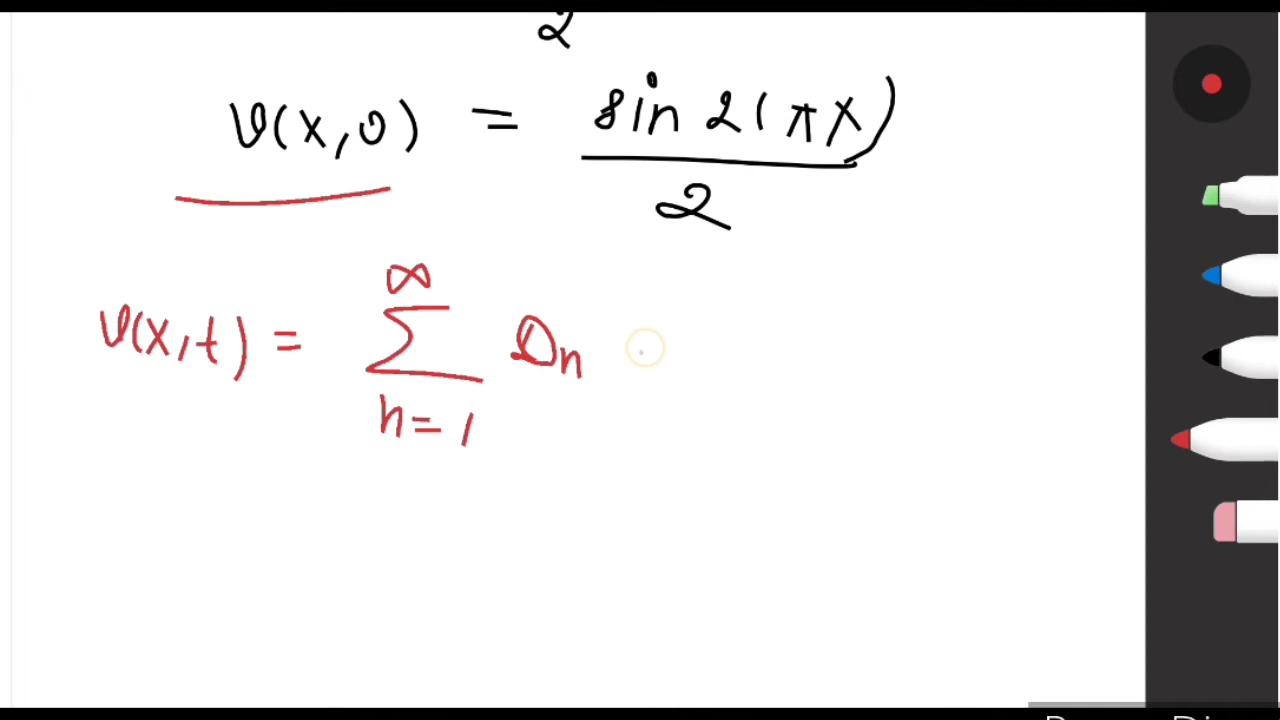 2
v(x,0) = sin 2(πx) / 2
v(x,t) = ∞ ∑ n=1 Dn